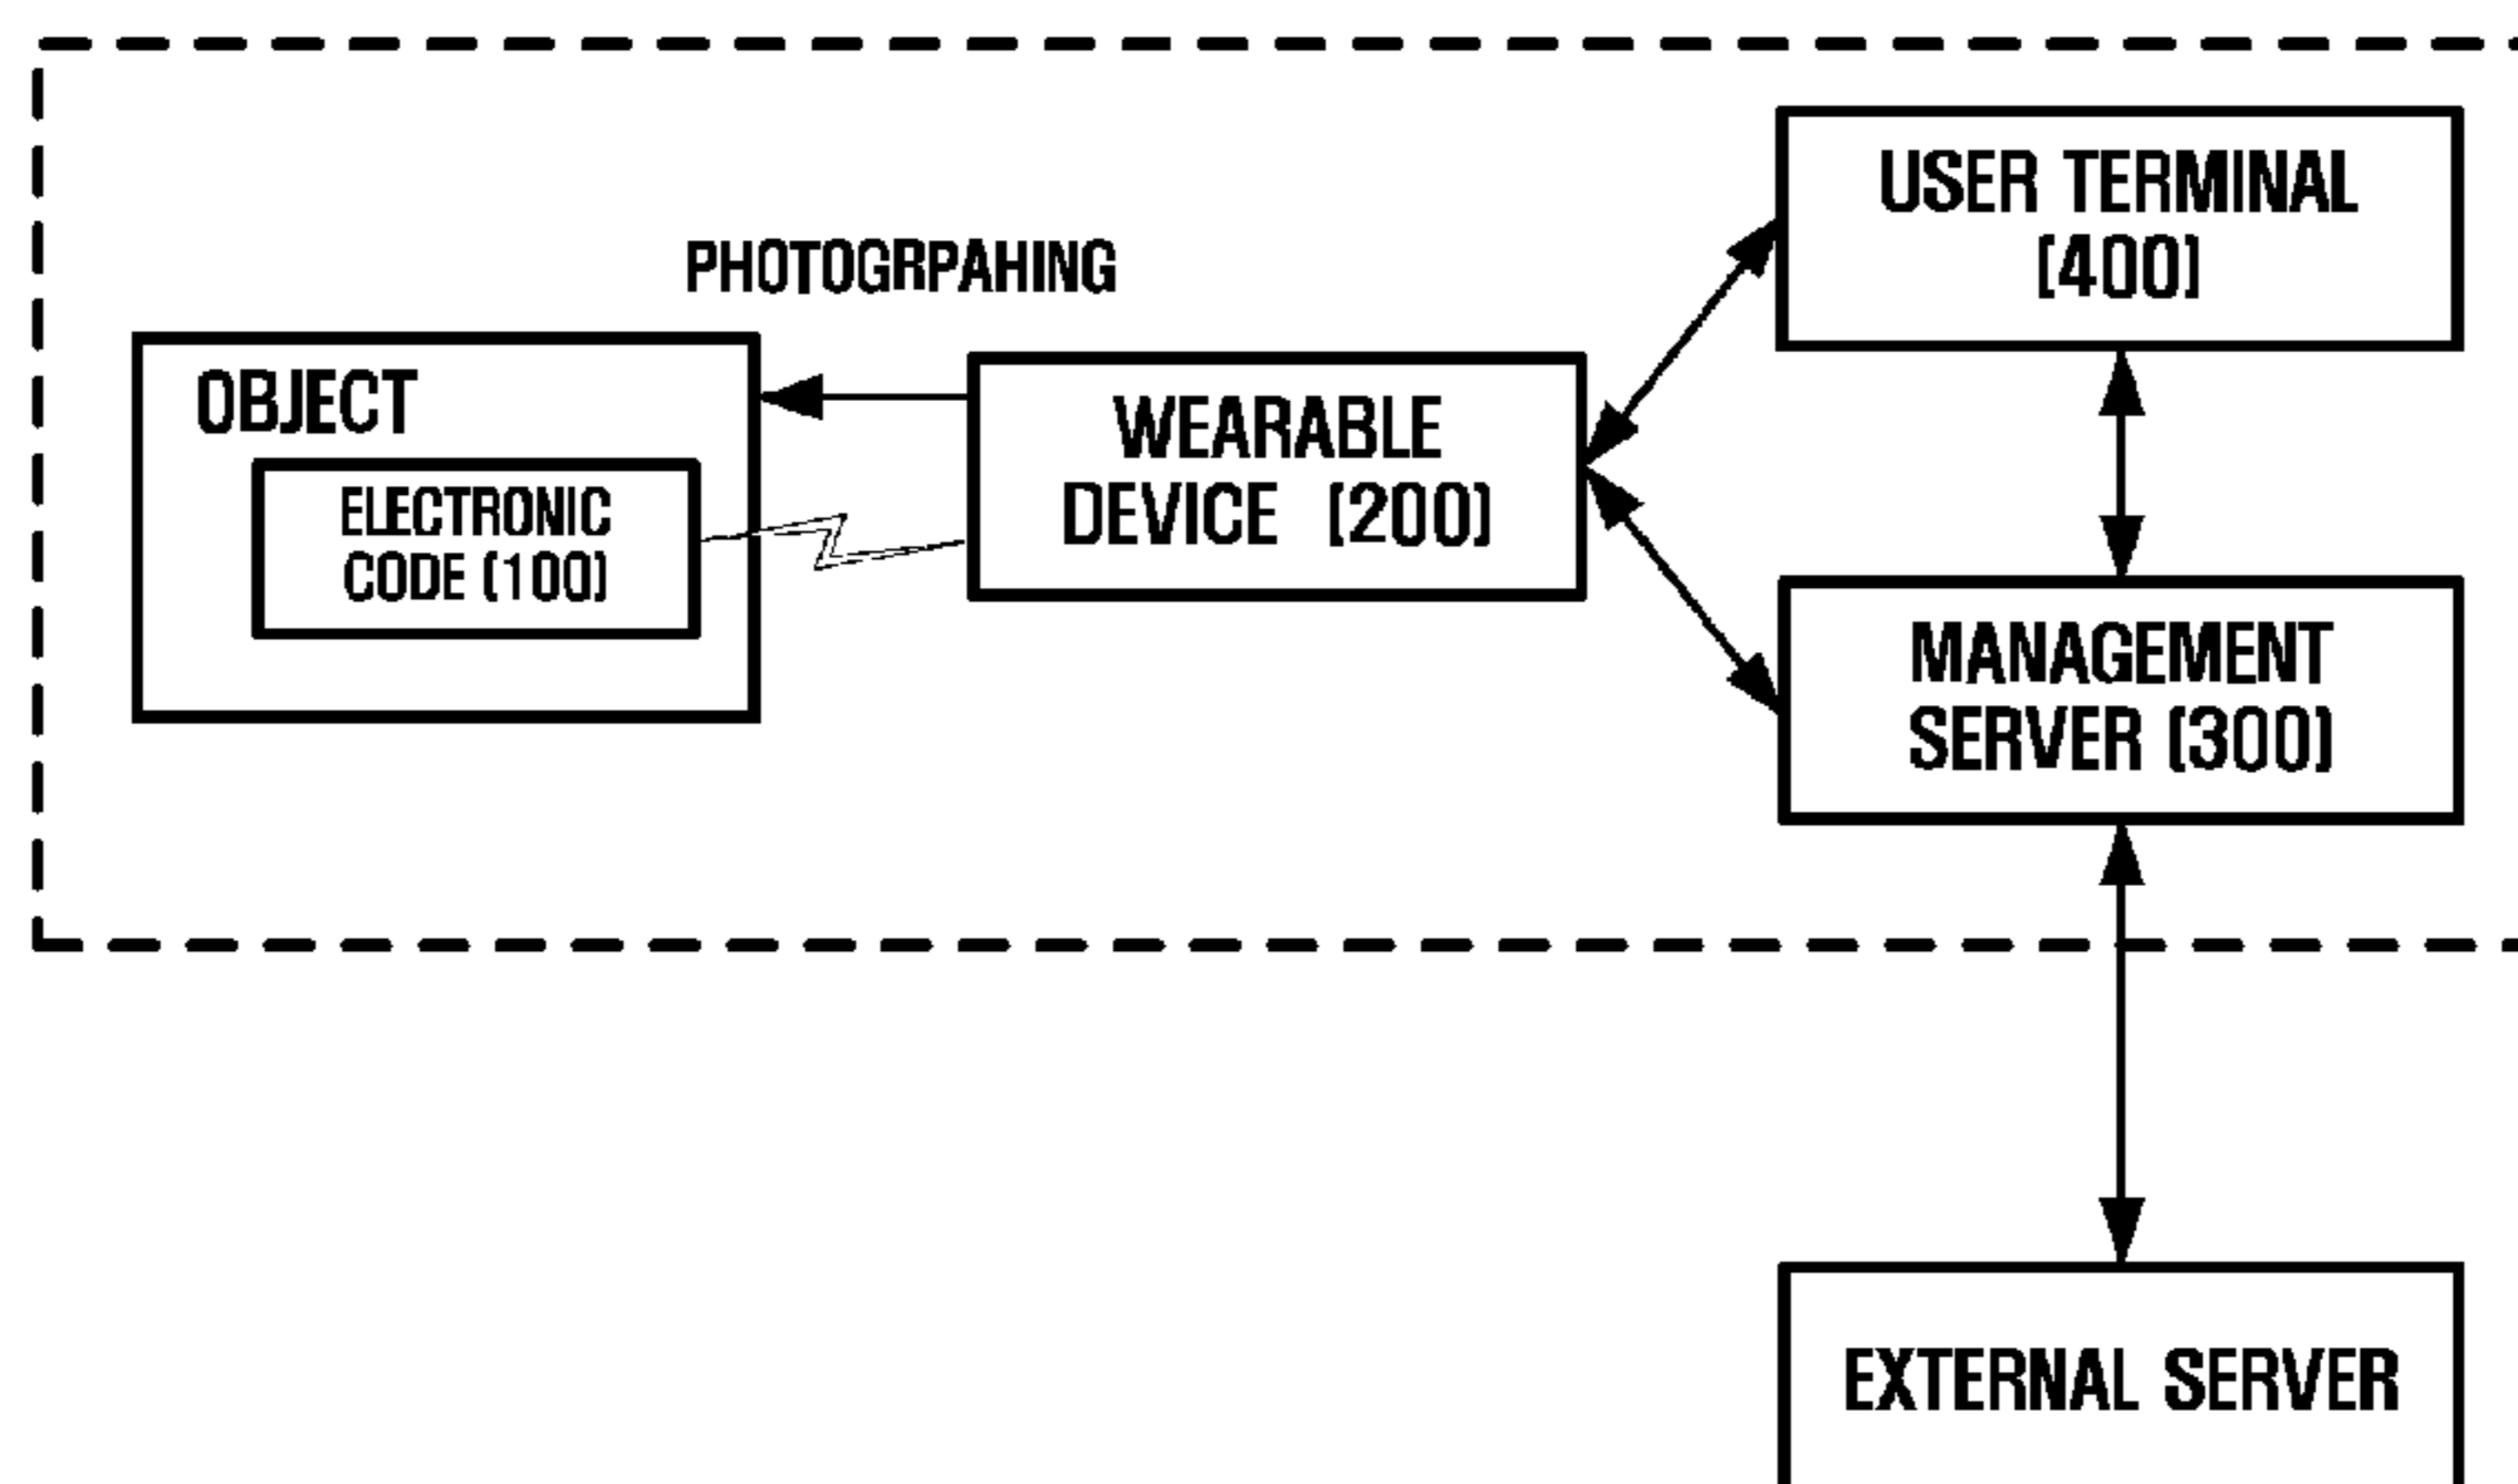 USER TERMINAL
(400)
PHOTOGRPAHING
OBJECT
ELECTRONIC
CODE (100)
WEARABLE
DEVICE (200)
MANAGEMENT
SERVER (300)
EXTERNAL SERVER